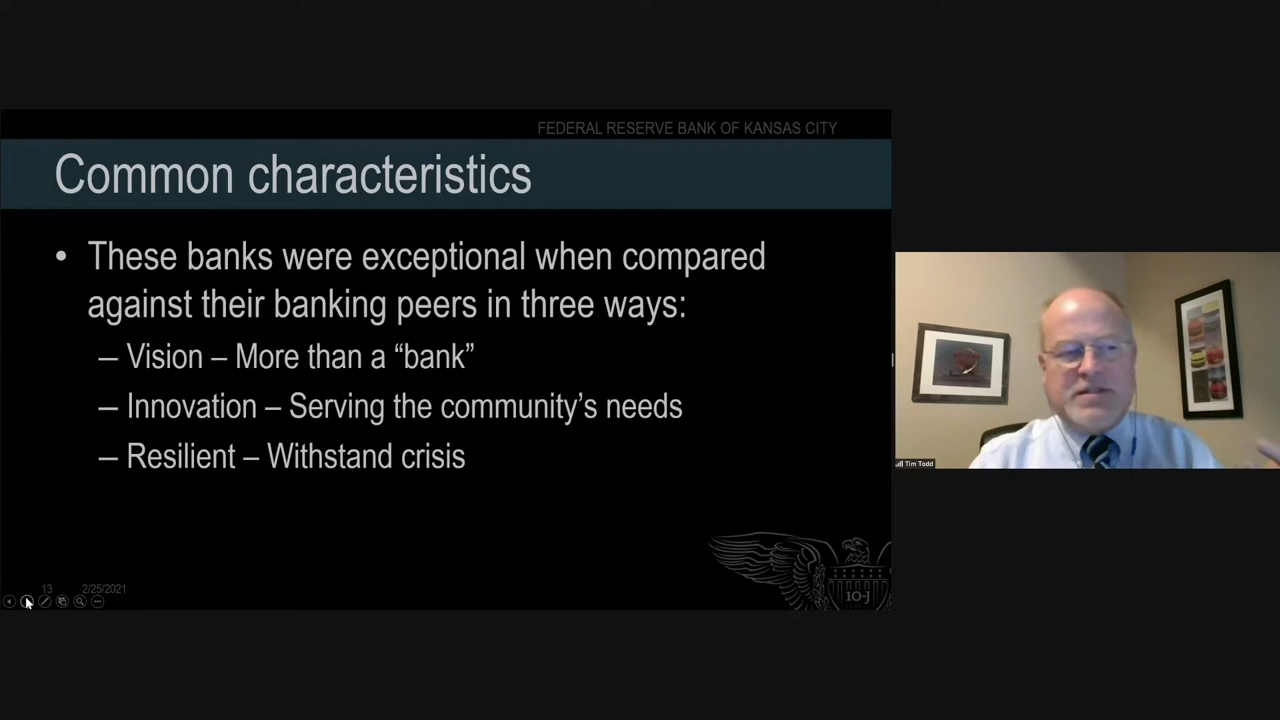 FEDERAL RESERVE BANK OF KANSAS CITY
Common characteristics
• These banks were exceptional when compared
against their banking peers in three ways:
– Vision – More than a “bank”
– Innovation – Serving the community’s needs
– Resilient – Withstand crisis
13 2/25/2021
10-J
Tim Todd